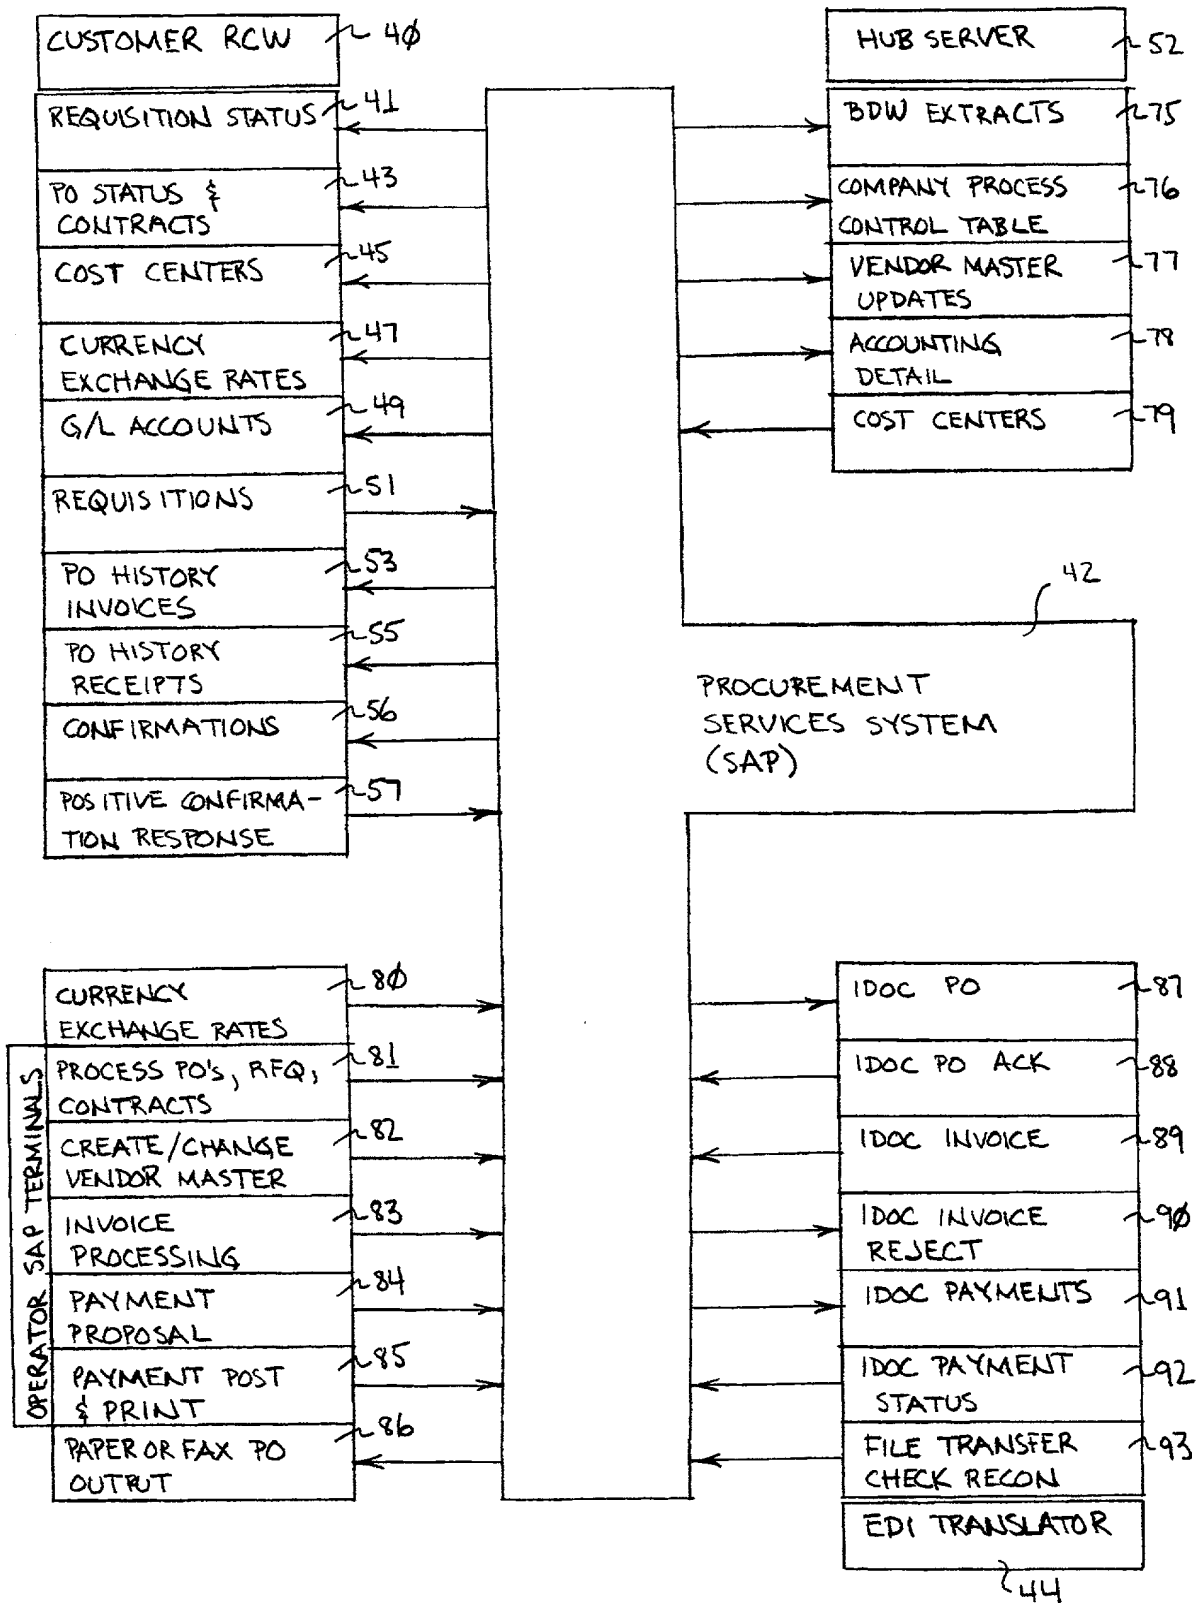 CUSTOMER RCW 4Ø
REQUISITION STATUS 41
PO STATUS & 43
CONTRACTS
COST CENTERS 45
CURRENCY 47
EXCHANGE RATES
G/L ACCOUNTS 49
REQUISITIONS 51
PO HISTORY 53
INVOICES
PO HISTORY 55
RECEIPTS
CONFIRMATIONS 56
POSITIVE CONFIRMA- 57
TION RESPONSE
HUB SERVER 52
BDW EXTRACTS 75
COMPANY PROCESS 76
CONTROL TABLE
VENDOR MASTER 77
UPDATES
ACCOUNTING 78
DETAIL
COST CENTERS 79
42
PROCUREMENT
SERVICES SYSTEM
(SAP)
CURRENCY 8Ø
EXCHANGE RATES
OPERATOR SAP TERMINALS
PROCESS PO's, RFQ, 81
CONTRACTS
CREATE/CHANGE 82
VENDOR MASTER
INVOICE 83
PROCESSING
PAYMENT 84
PROPOSAL
PAYMENT POST 85
& PRINT
PAPER OR FAX PO 86
OUTPUT
IDOC PO 87
IDOC PO ACK 88
IDOC INVOICE 89
IDOC INVOICE 9Ø
REJECT
IDOC PAYMENTS 91
IDOC PAYMENT 92
STATUS
FILE TRANSFER 93
CHECK RECON
EDI TRANSLATOR
44